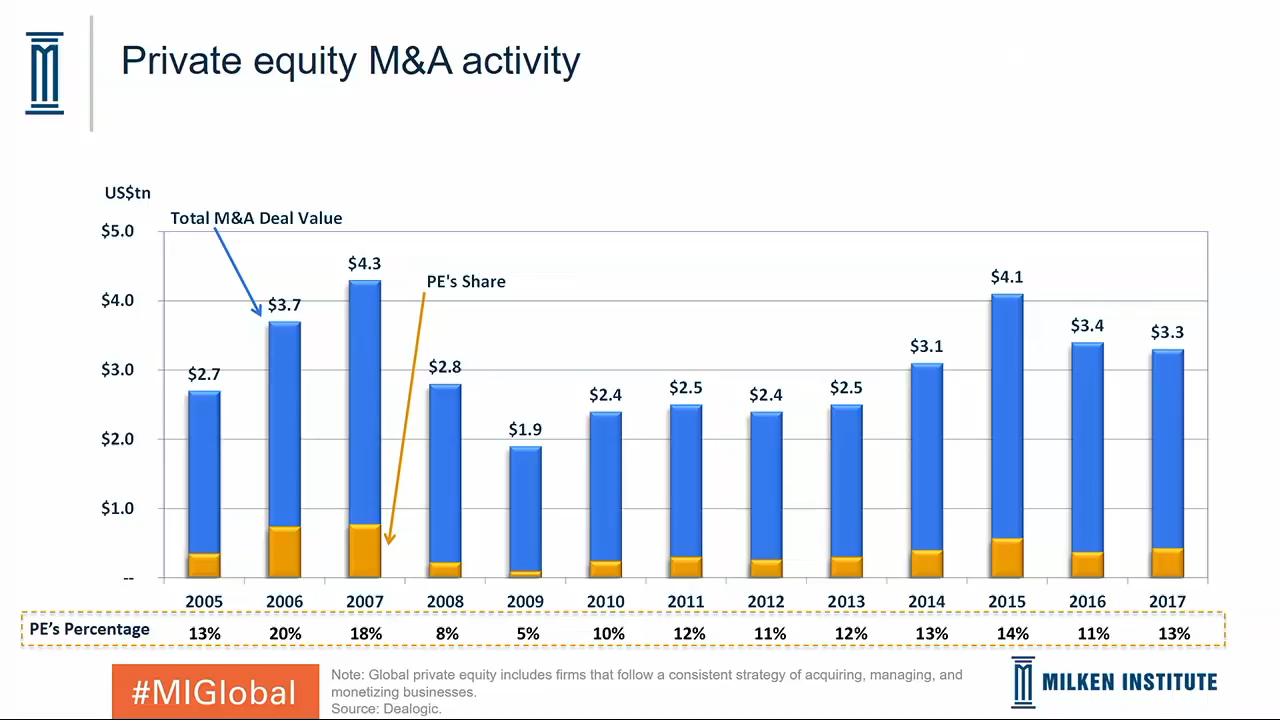 Private equity M&A activity
US$tn
Total M&A Deal Value
$5.0
$4.3
PE's Share
$4.1
$4.0
$3.7
$3.4
$3.3
$3.1
$3.0
$2.7
$2.8
$2.4
$2.5
$2.4
$2.5
$2.0
$1.9
$1.0
--
2005 2006 2007 2008 2009 2010 2011 2012 2013 2014 2015 2016 2017
PE’s Percentage 13% 20% 18% 8% 5% 10% 12% 11% 12% 13% 14% 11% 13%
#MIGlobal
Note: Global private equity includes firms that follow a consistent strategy of acquiring, managing, and
monetizing businesses.
Source: Dealogic.
MILKEN INSTITUTE